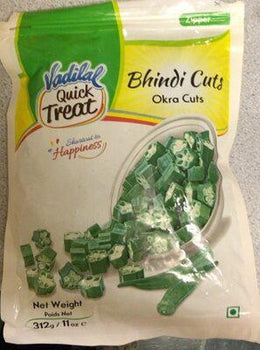 Zipper
Vadilal
Quick
Treat
Shortcut to
Happiness
Bhindi Cuts
Okra Cuts
Net Weight
Poids Net
312g/11 oz e